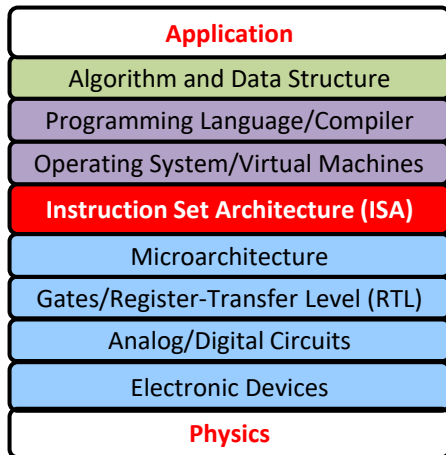 Application
Algorithm and Data Structure
Programming Language/Compiler
Operating System/Virtual Machines
Instruction Set Architecture (ISA)
Microarchitecture
Gates/Register-Transfer Level (RTL)
Analog/Digital Circuits
Electronic Devices
Physics